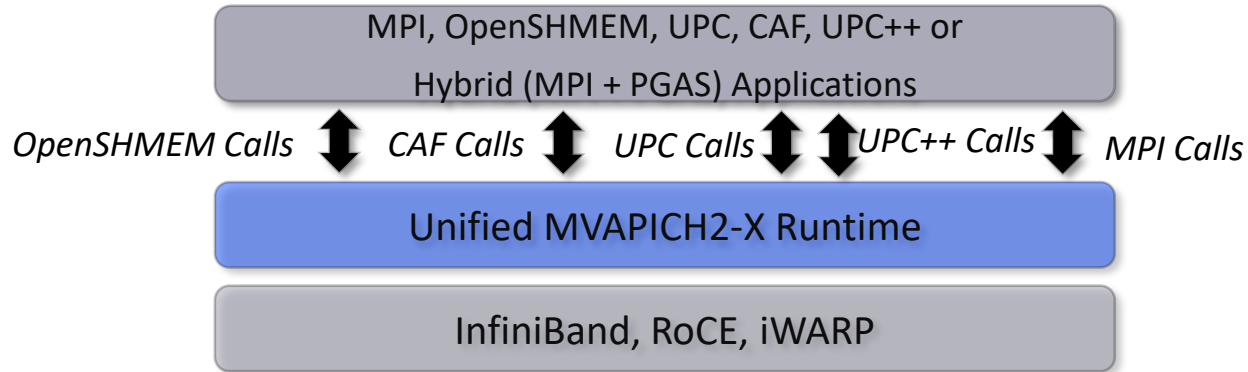 MPI, OpenSHMEM, UPC, CAF, UPC++ or
Hybrid (MPI + PGAS) Applications
OpenSHMEM Calls
CAF Calls
UPC Calls
UPC++ Calls
MPI Calls
Unified MVAPICH2-X Runtime
InfiniBand, RoCE, iWARP